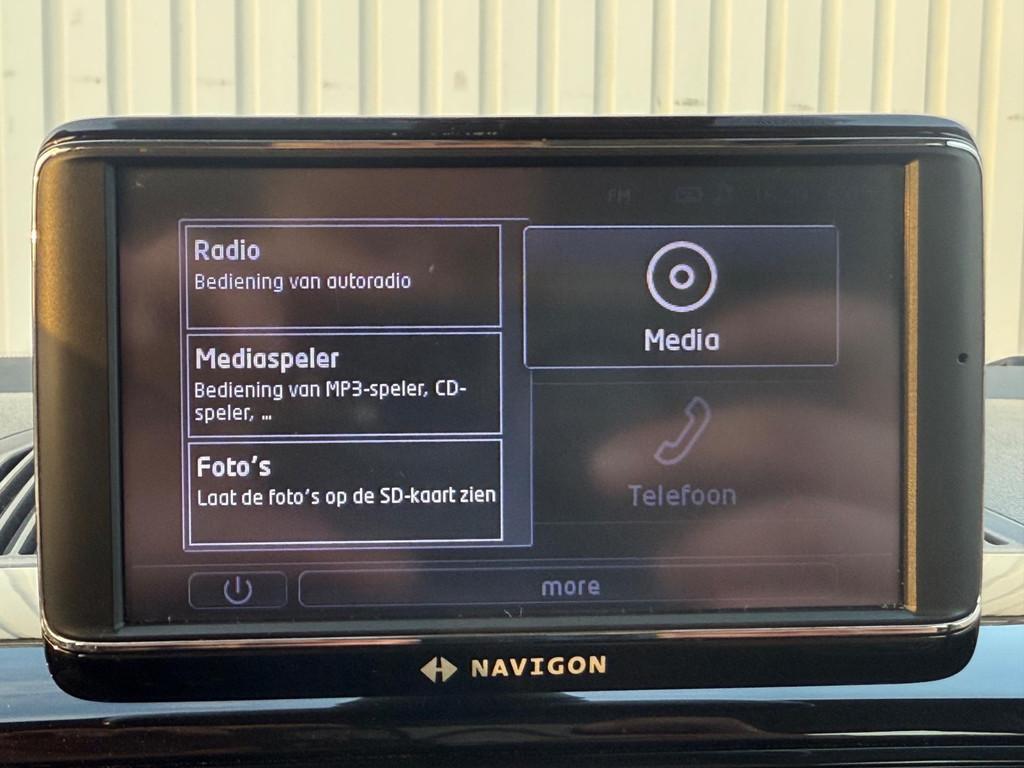 FM
Radio
Bediening van autoradio
Mediaspeler
Bediening van MP3-speler, CD-
speler, ...
Foto's
Laat de foto's op de SD-kaart zien
Media
Telefoon
more
NAVIGON